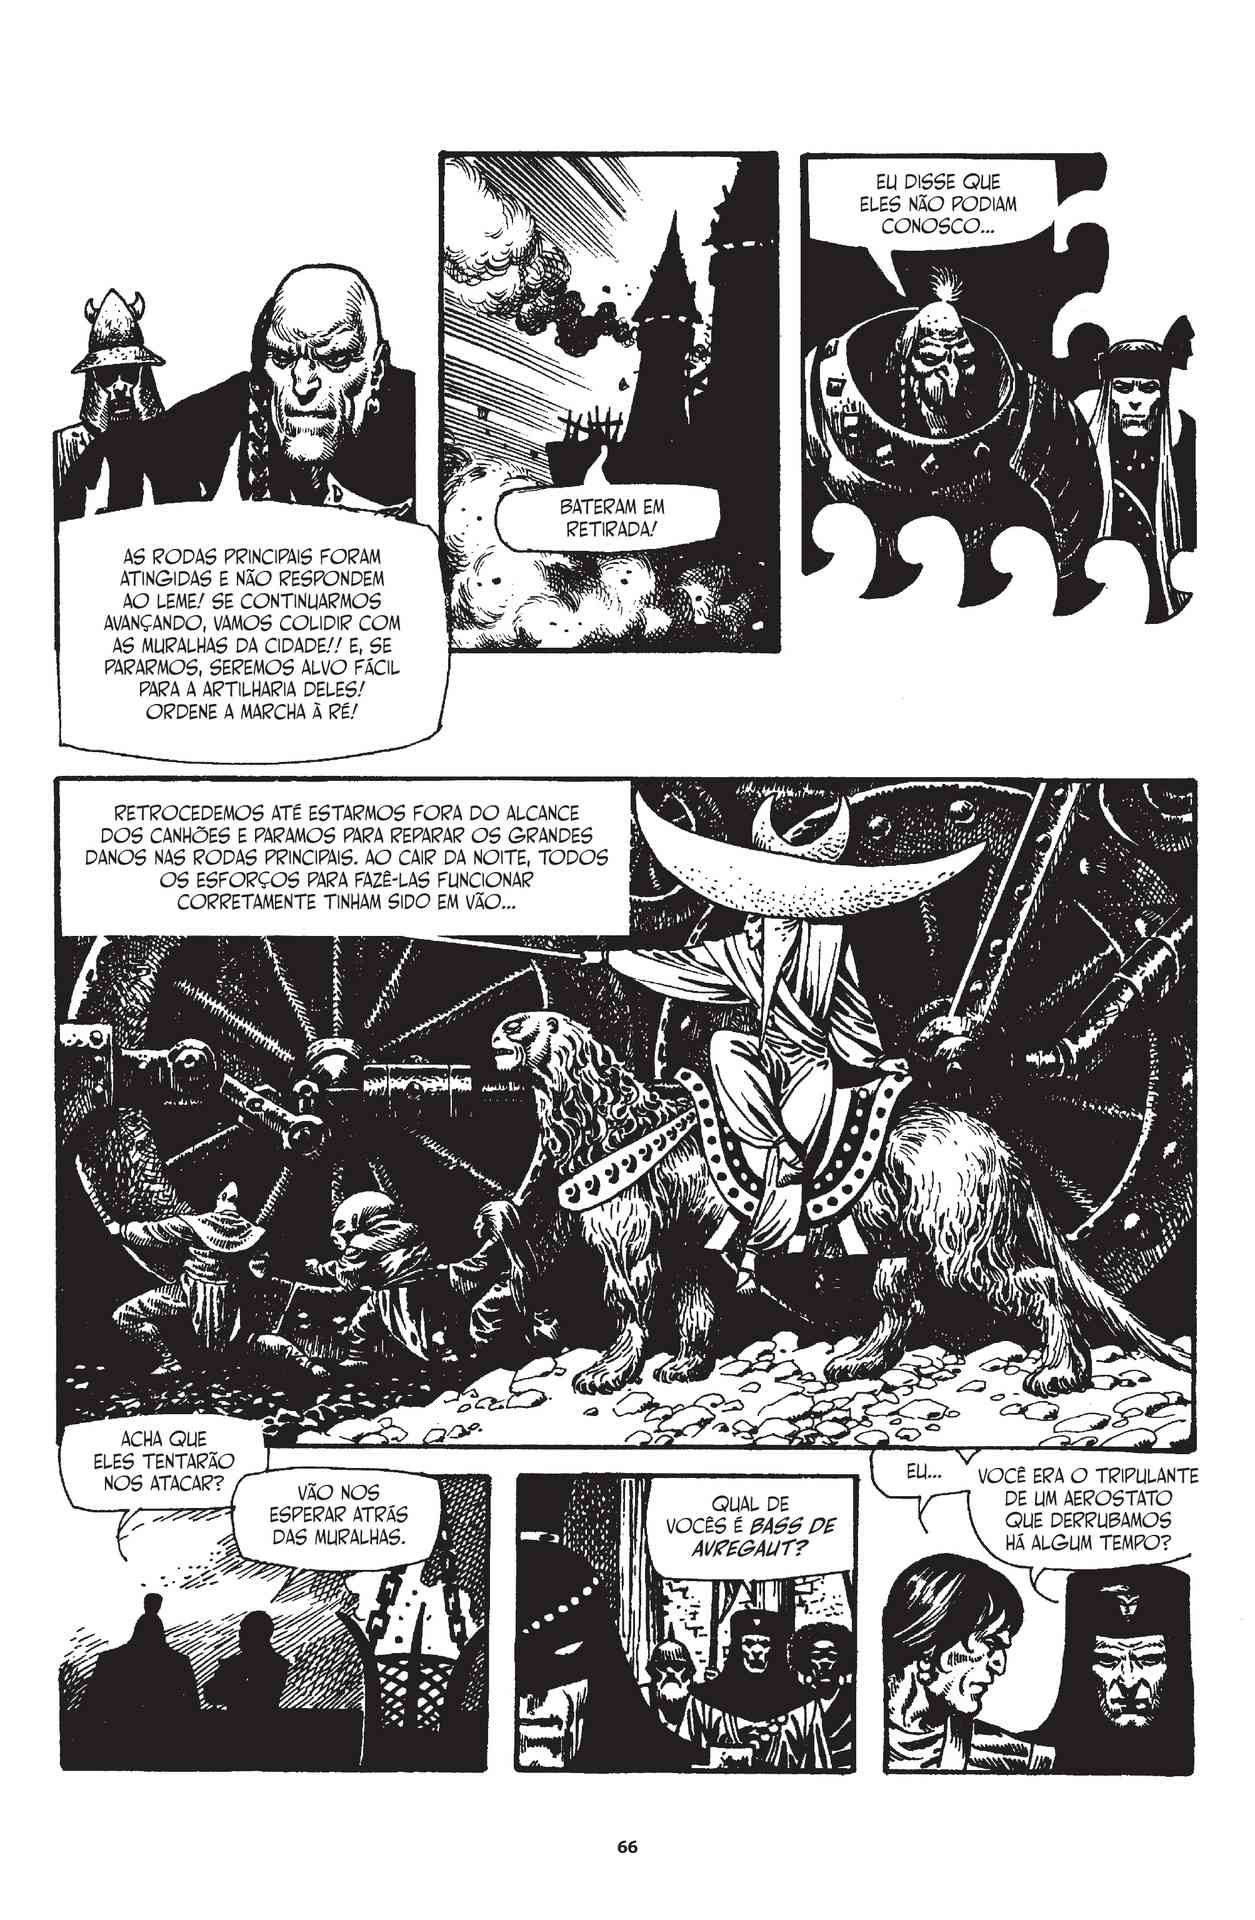 AS RODAS PRINCIPAIS FORAM
ATINGIDAS E NÃO RESPONDEM
AO LEME! SE CONTINUARMOS
AVANÇANDO, VAMOS COLIDIR COM
AS MURALHAS DA CIDADE!! E, SE
PARARMOS, SEREMOS ALVO FÁCIL
PARA A ARTILHARIA DELES!
ORDENE A MARCHA À RÉ!
BATERAM EM
RETIRADA!
EU DISSE QUE
ELES NÃO PODIAM
CONOSCO...
RETROCEDEMOS ATÉ ESTARMOS FORA DO ALCANCE
DOS CANHÕES E PARAMOS PARA REPARAR OS GRANDES
DANOS NAS RODAS PRINCIPAIS. AO CAIR DA NOITE, TODOS
OS ESFORÇOS PARA FAZÊ-LAS FUNCIONAR
CORRETAMENTE TINHAM SIDO EM VÃO...
ACHA QUE
ELES TENTARÃO
NOS ATACAR?
VÃO NOS
ESPERAR ATRÁS
DAS MURALHAS.
QUAL DE
VOCÊS É BASS DE
AVREGAUT?
EU...
VOCÊ ERA O TRIPULANTE
DE UM AEROSTATO
QUE DERRUBAMOS
HÁ ALGUM TEMPO?
66